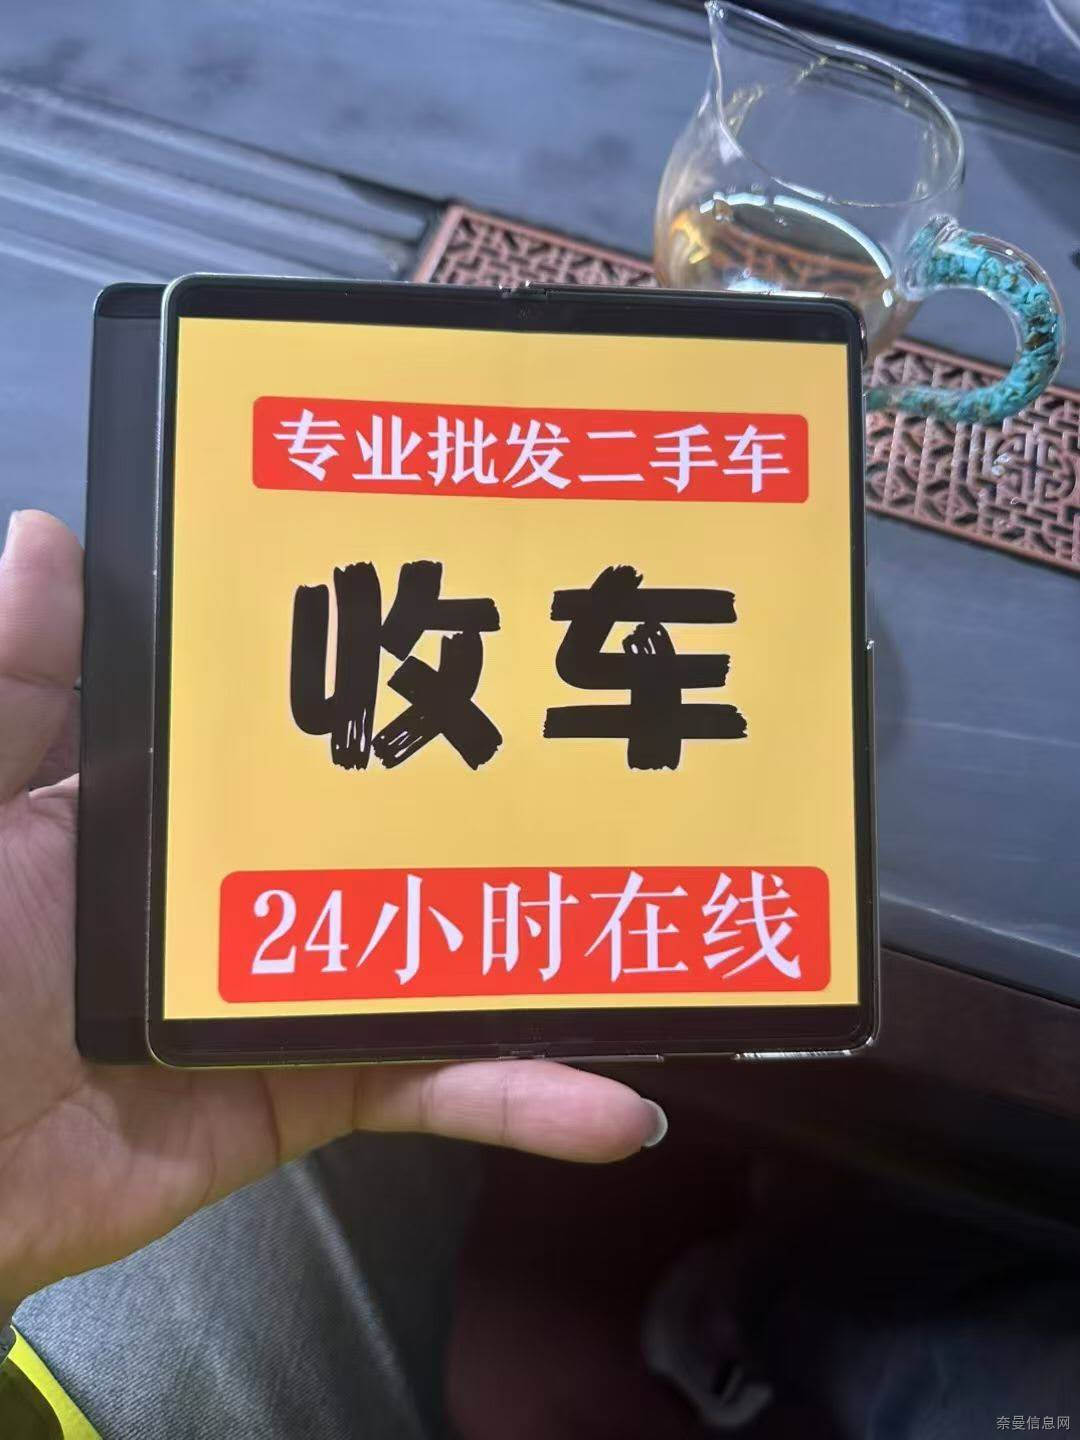 专业批发二手车
收车
24小时在线
奈曼信息网